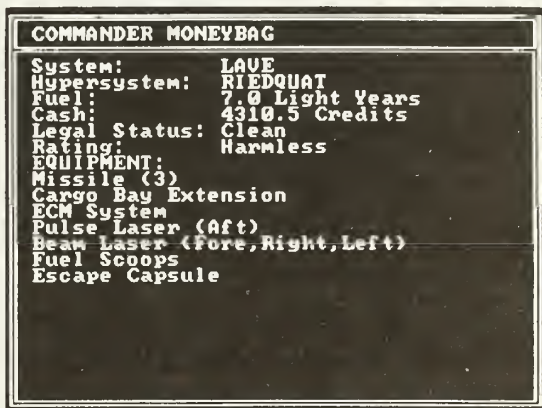 COMMANDER MONEYBAG
System: LAVE
Hypersystem: RIEDQUAT
Fuel: 7.0 Light Years
Cash: 4310.5 Credits
Legal Status: Clean
Rating: Harmless
EQUIPMENT:
Missile (3)
Cargo Bay Extension
ECM System
Pulse Laser (Aft)
Beam Laser (Fore,Right,Left)
Fuel Scoops
Escape Capsule